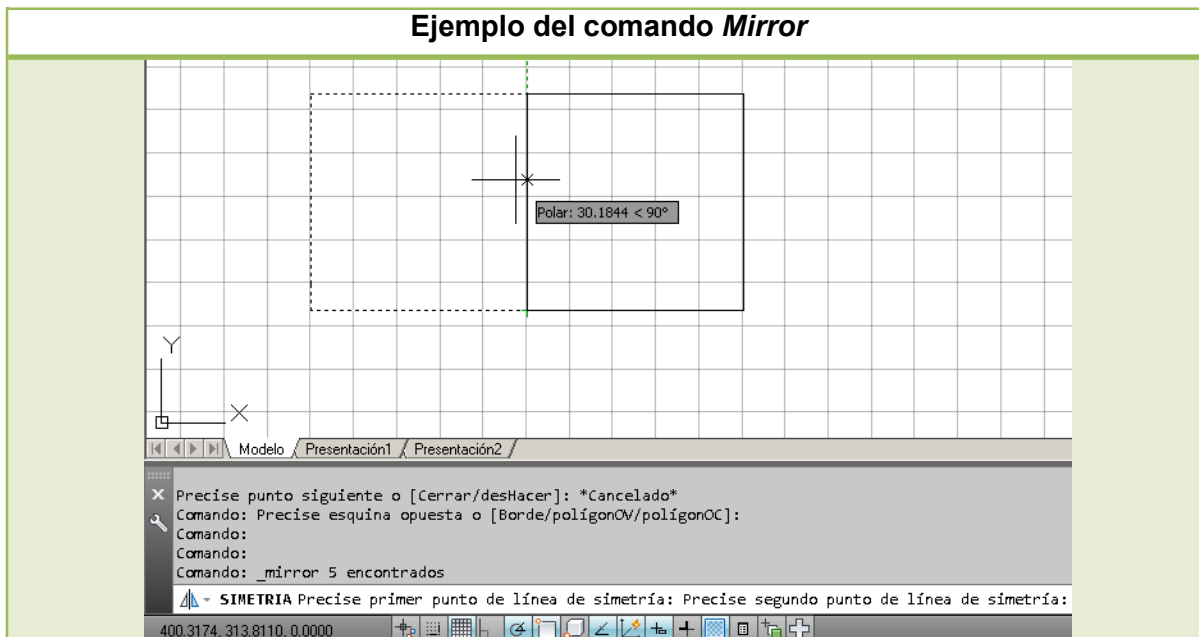 Ejemplo del comando Mirror
Polar: 30.1844 < 90°
Y
X
Modelo / Presentación1 / Presentación2 /
Precise punto siguiente o [Cerrar/desHacer]: *Cancelado*
Comando: Precise esquina opuesta o [Borde/polígonOV/polígonOC]:
Comando:
Comando:
Comando: _mirror 5 encontrados
SIMETRIA Precise primer punto de línea de simetría: Precise segundo punto de línea de simetría:
400.3174, 313.8110, 0.0000